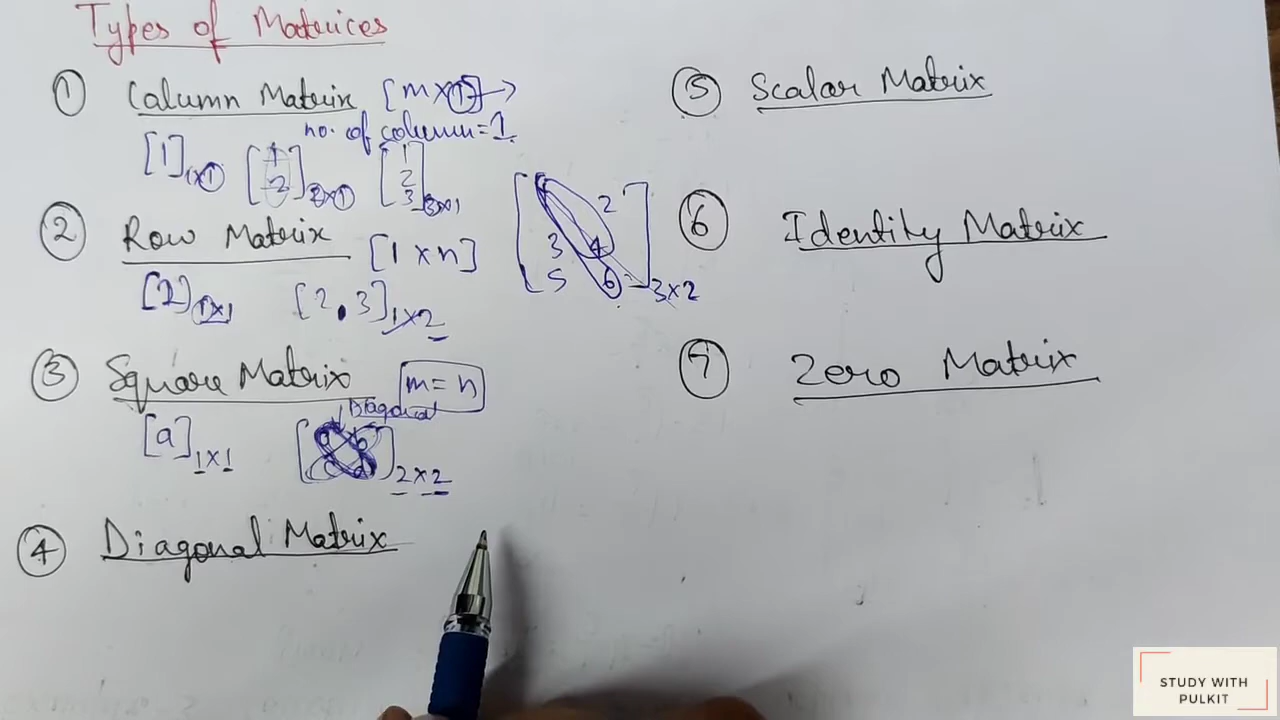 Types of Matrices
① Column Matrix [m×1]→
no. of column=1.
[1]1×1 [1 2]2×1 [1 2 3]3×1
② Row Matrix [1×n]
[2]1×1 [2, 3]1×2
2
3 4
5 6
3×2
③ Square Matrix m=n
Diagonal
[a]1×1 2×2
④ Diagonal Matrix
⑤ Scalar Matrix
⑥ Identity Matrix
⑦ Zero Matrix
STUDY WITH
PULKIT